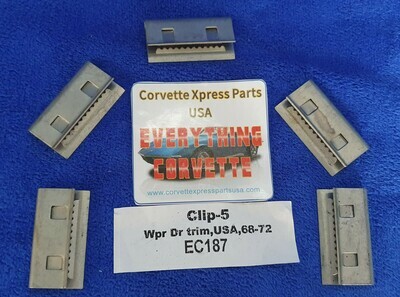 Corvette Xpress Parts
USA
EVERYTHING
CORVETTE
www.corvettexpresspartsusa.com
Clip-5
Wpr Dr trim,USA,68-72
EC187